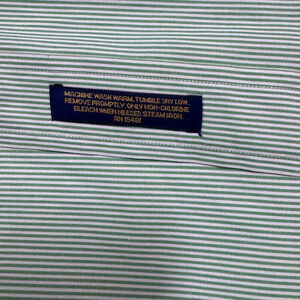 MACHINE WASH WARM, TUMBLE DRY LOW,
REMOVE PROMPTLY. ONLY NON-CHLORINE
BLEACH WHEN NEEDED. STEAM IRON.
RN 15481